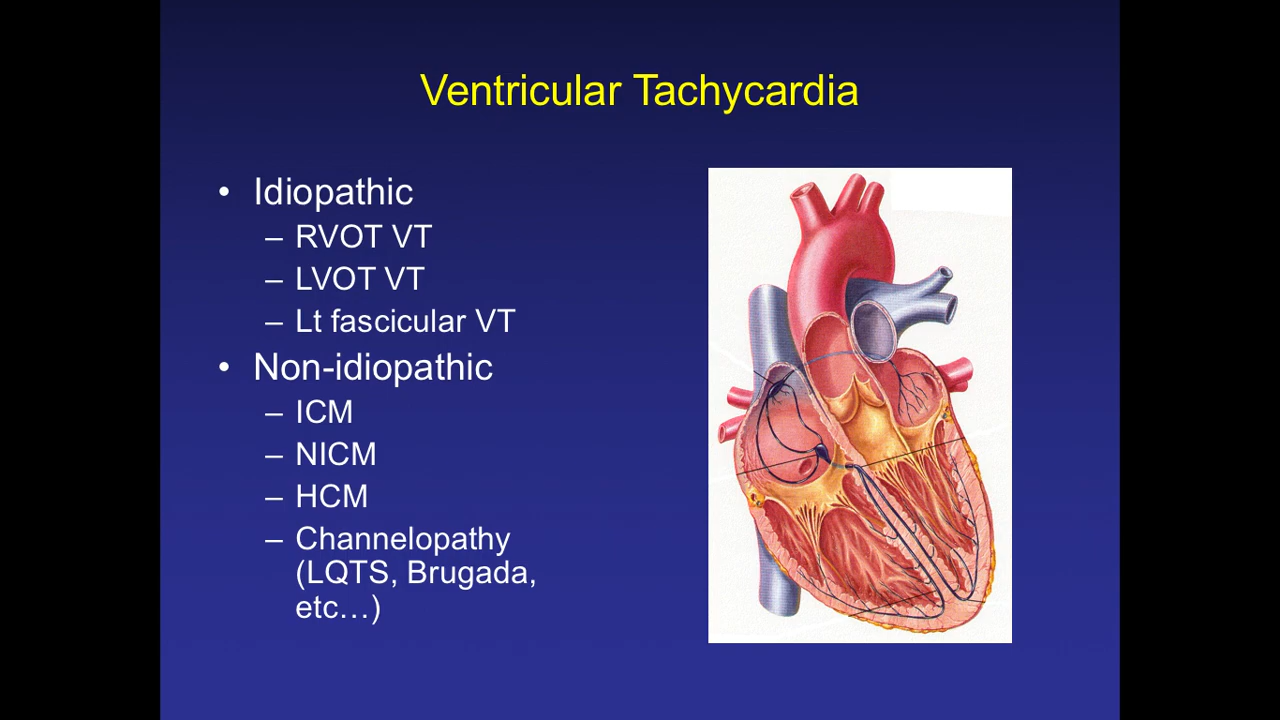 Ventricular Tachycardia
• Idiopathic
– RVOT VT
– LVOT VT
– Lt fascicular VT
• Non-idiopathic
– ICM
– NICM
– HCM
– Channelopathy
(LQTS, Brugada,
etc…)